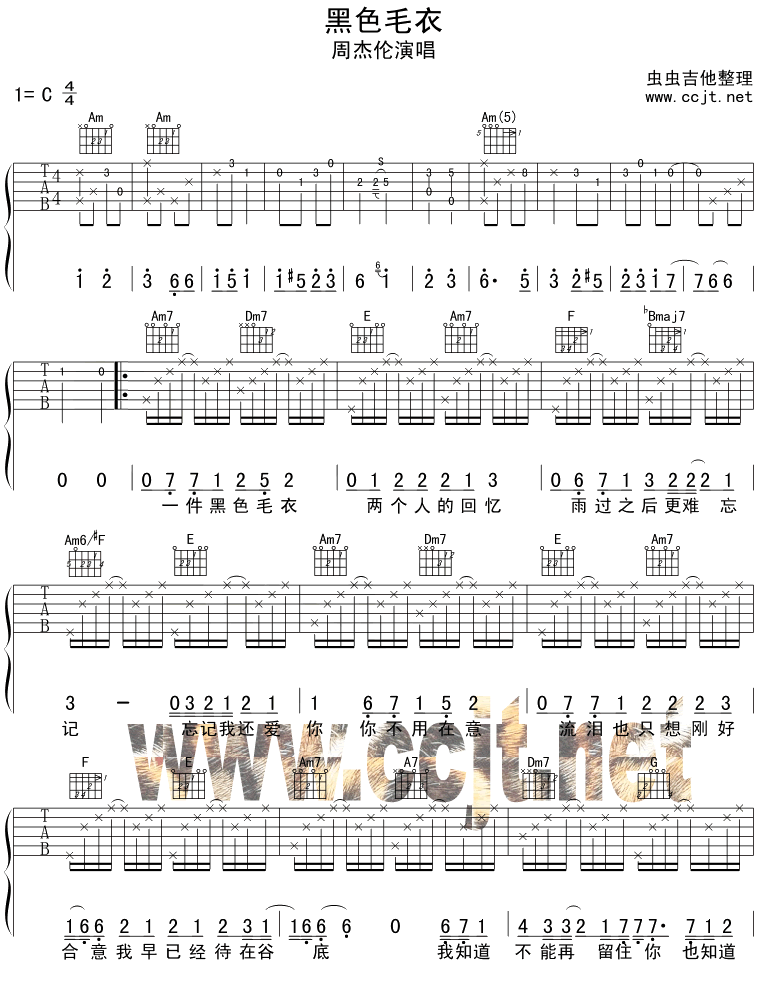 黑色毛衣
周杰伦演唱
1= C 4/4
虫虫吉他整理
www.ccjt.net
Am Am Am(5)
T A B 4 4
1 2 | 3 6 6 | 1 5 1 | 1 #5 2 3 | 6 6 1 | 2 3 | 6· 5 | 3 2 #5 | 2 3 1 7 | 7 6 6
Am7 Dm7 E Am7 F ♭Bmaj7
T A B
0 0 | 0 7 7 1 2 5 2 | 0 1 2 2 2 1 3 | 0 6 7 1 3 2 2 2 1
一件黑色毛衣 两个人的回忆 雨过之后更难 忘
Am6/#F E Am7 Dm7 E Am7
T A B
3 – 0 3 2 1 2 1 | 1 6 7 1 5 2 | 0 7 7 1 2 2 2 3
记 忘记我还爱 你 你不用在意 流泪也只想刚好
www.ccjt.net
F E Am7 A7 Dm7 G
T A B
1 6 6 2 1 2 1 2 3 1 | 1 6 6 6 0 6 7 1 | 4 3 3 2 1 7 7 7· 7 1 2
合意我早已经待在谷 底 我知道 不能再 留住你 也知道